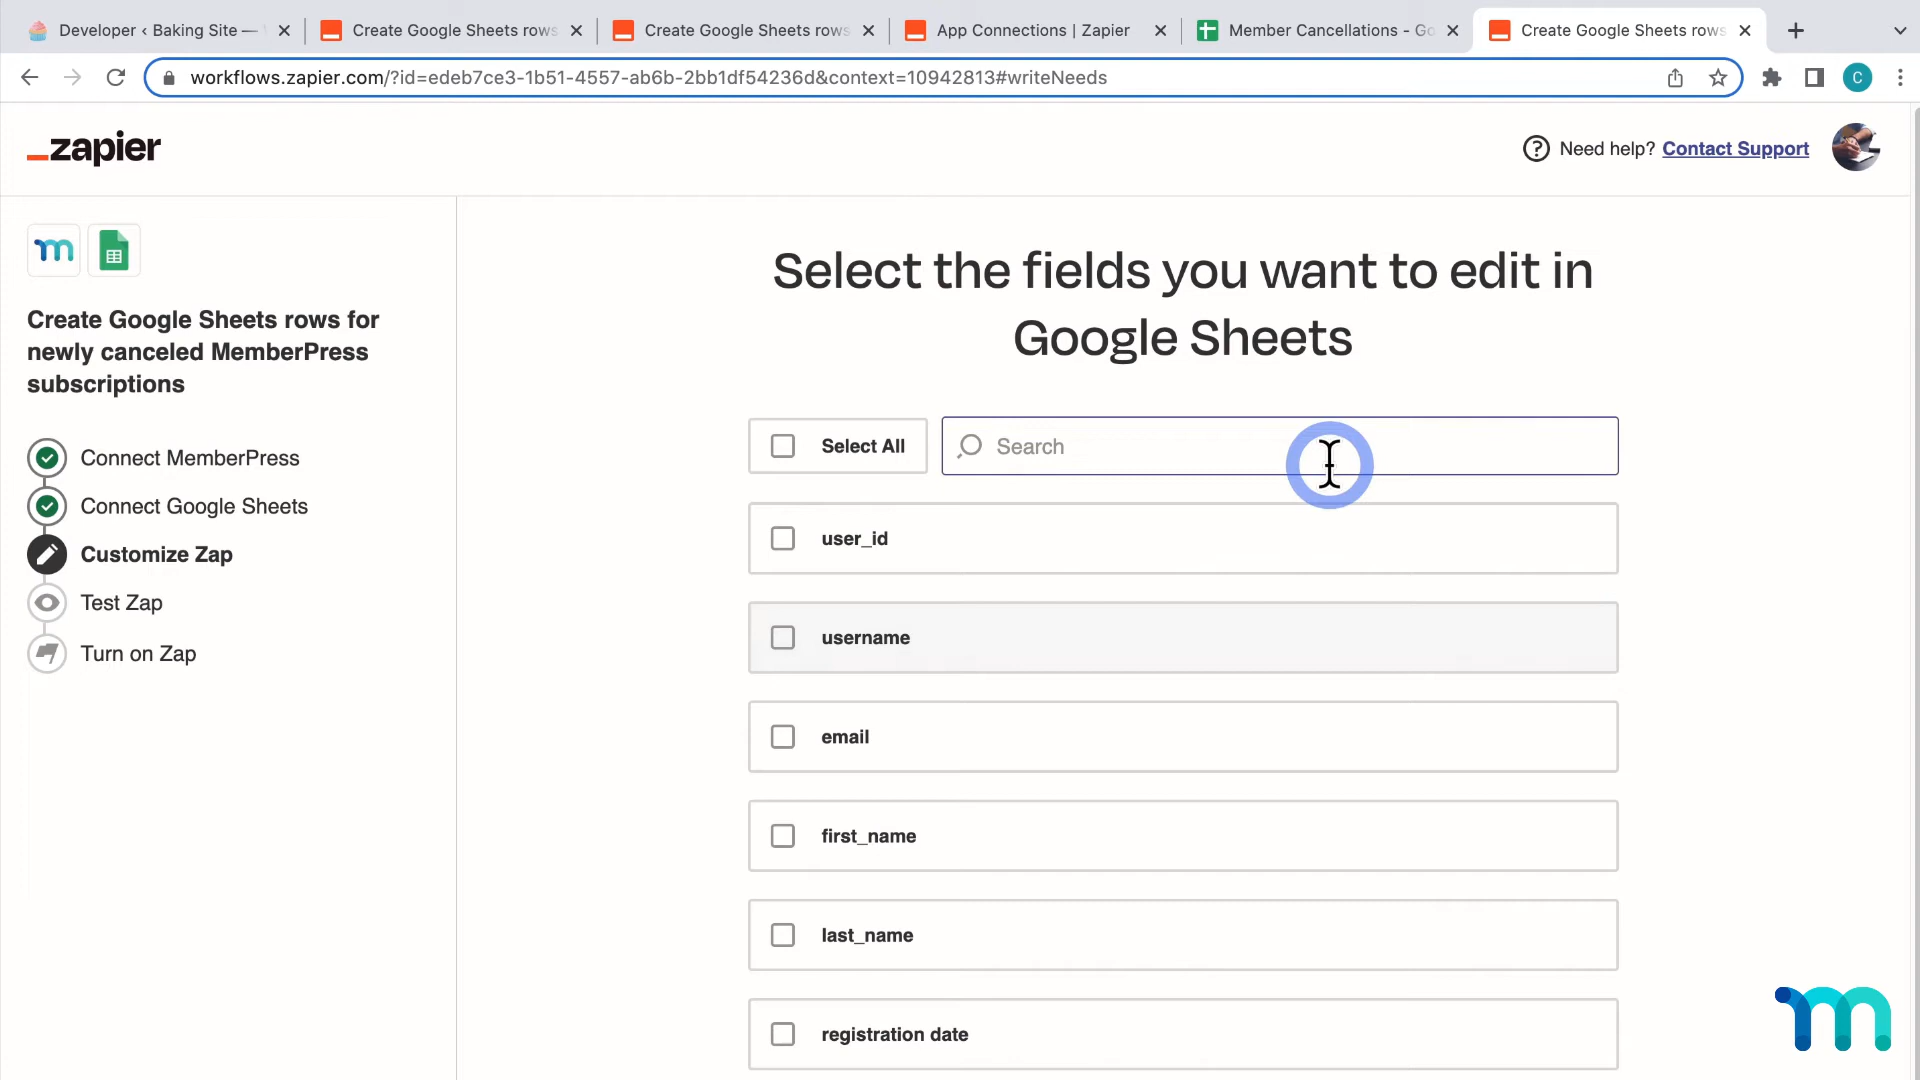 Developer ‹ Baking Site —
Create Google Sheets rows
Create Google Sheets rows
App Connections | Zapier
Member Cancellations - Go
Create Google Sheets rows
workflows.zapier.com/?id=edeb7ce3-1b51-4557-ab6b-2bb1df54236d&context=10942813#writeNeeds
C
zapier
Need help? Contact Support
Create Google Sheets rows for
newly canceled MemberPress
subscriptions
Connect MemberPress
Connect Google Sheets
Customize Zap
Test Zap
Turn on Zap
Select the fields you want to edit in
Google Sheets
Select All
Search
user_id
username
email
first_name
last_name
registration date
m